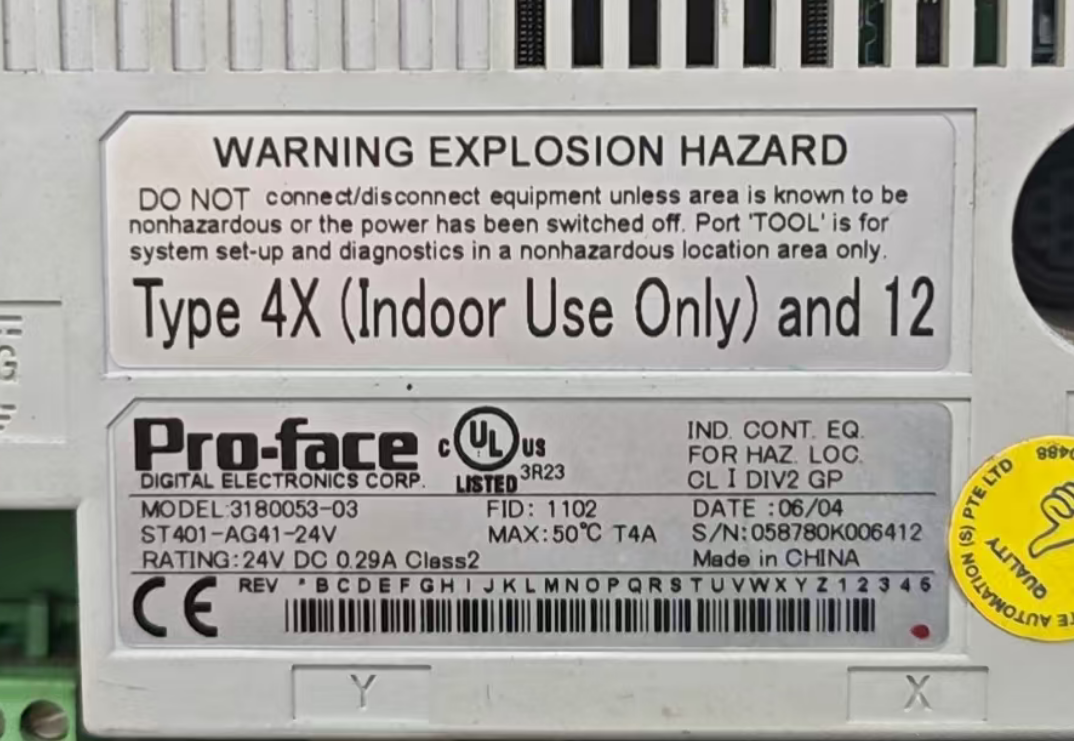 WARNING EXPLOSION HAZARD
DO NOT connect/disconnect equipment unless area is known to be
nonhazardous or the power has been switched off. Port 'TOOL' is for
system set-up and diagnostics in a nonhazardous location area only.
Type 4X (Indoor Use Only) and 12
G
Pro-face
DIGITAL ELECTRONICS CORP.
c UL US
LISTED 3R23
IND. CONT. EQ.
FOR HAZ. LOC.
CL I DIV2 GP
MODEL:3180053-03 FID: 1102 DATE : 06/04
ST401-AG41-24V MAX:50℃ T4A S/N:058780K006412
RATING:24V DC 0.29A Class2 Made in CHINA
CE REV * B C D E F G H I J K L M N O P Q R S T U V W X Y Z 1 2 3 4 5
Y X
(S) PTE LTD
QUALITY
AUTOMATION